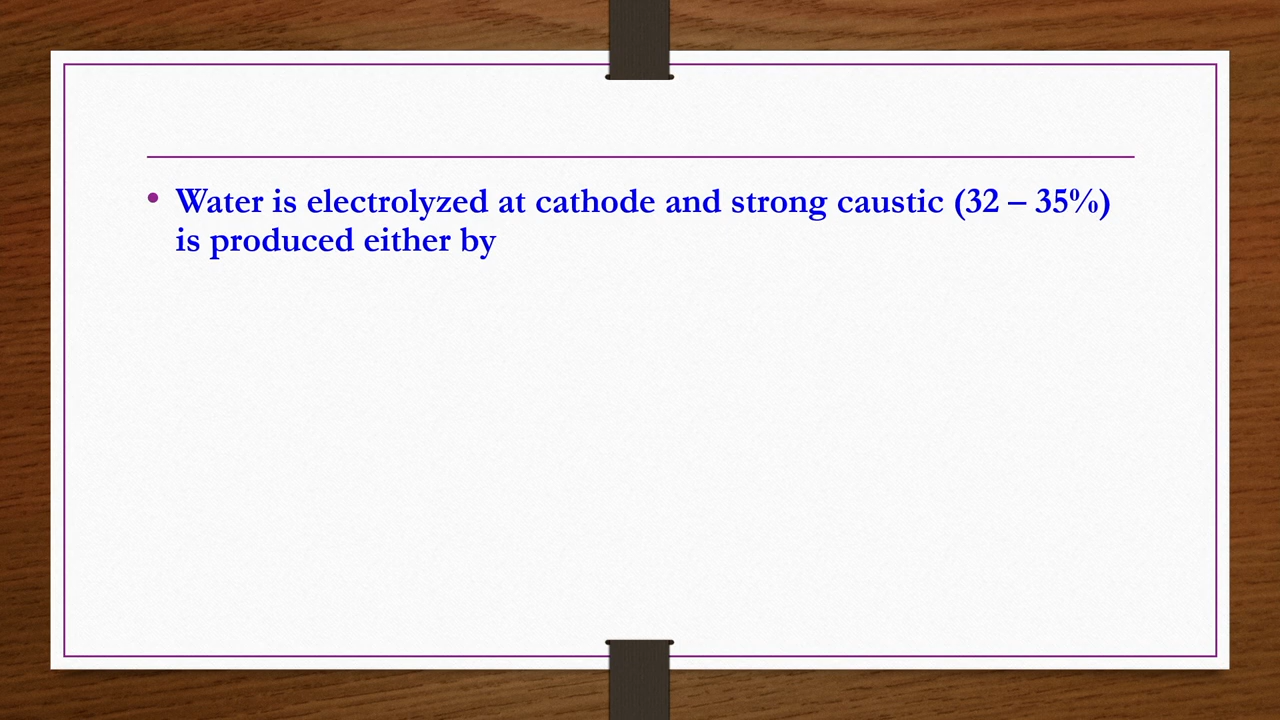 • Water is electrolyzed at cathode and strong caustic (32 – 35%)
is produced either by